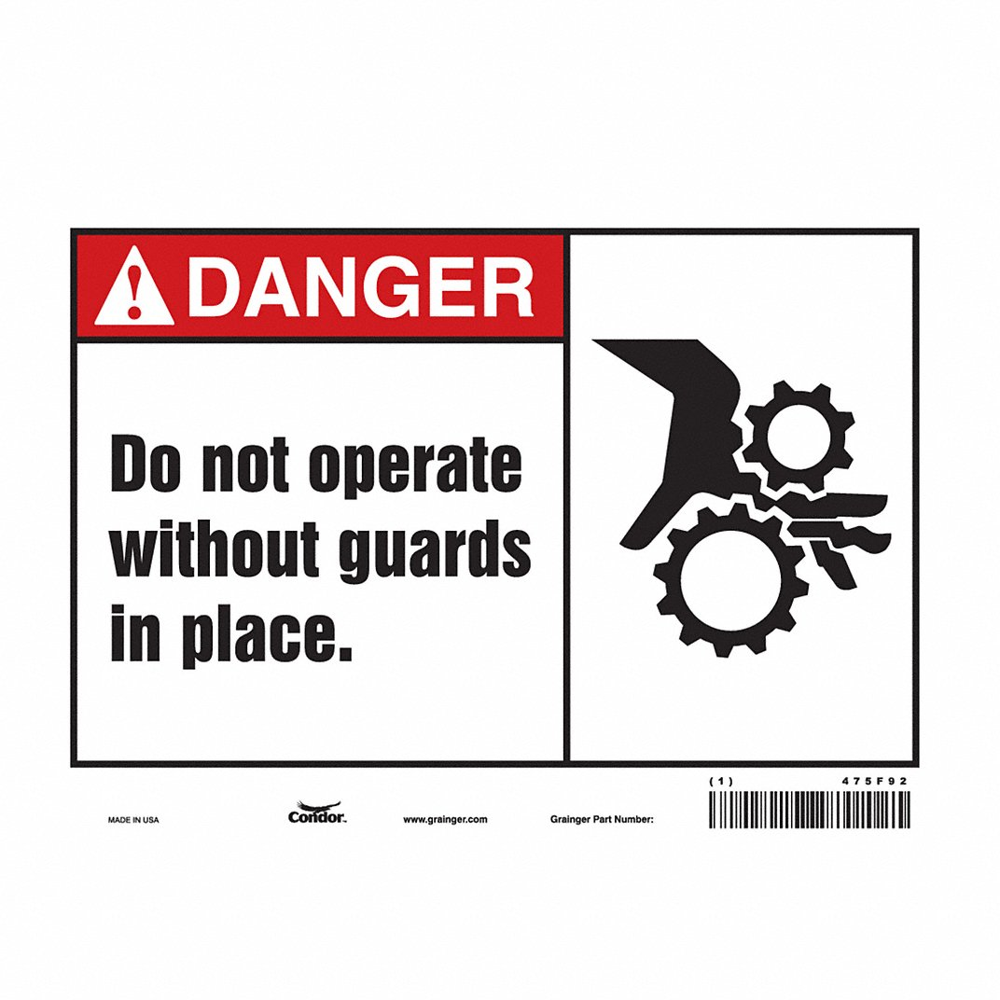 DANGER
Do not operate
without guards
in place.
(1) 475F92
MADE IN USA
Condor™
www.grainger.com
Grainger Part Number: